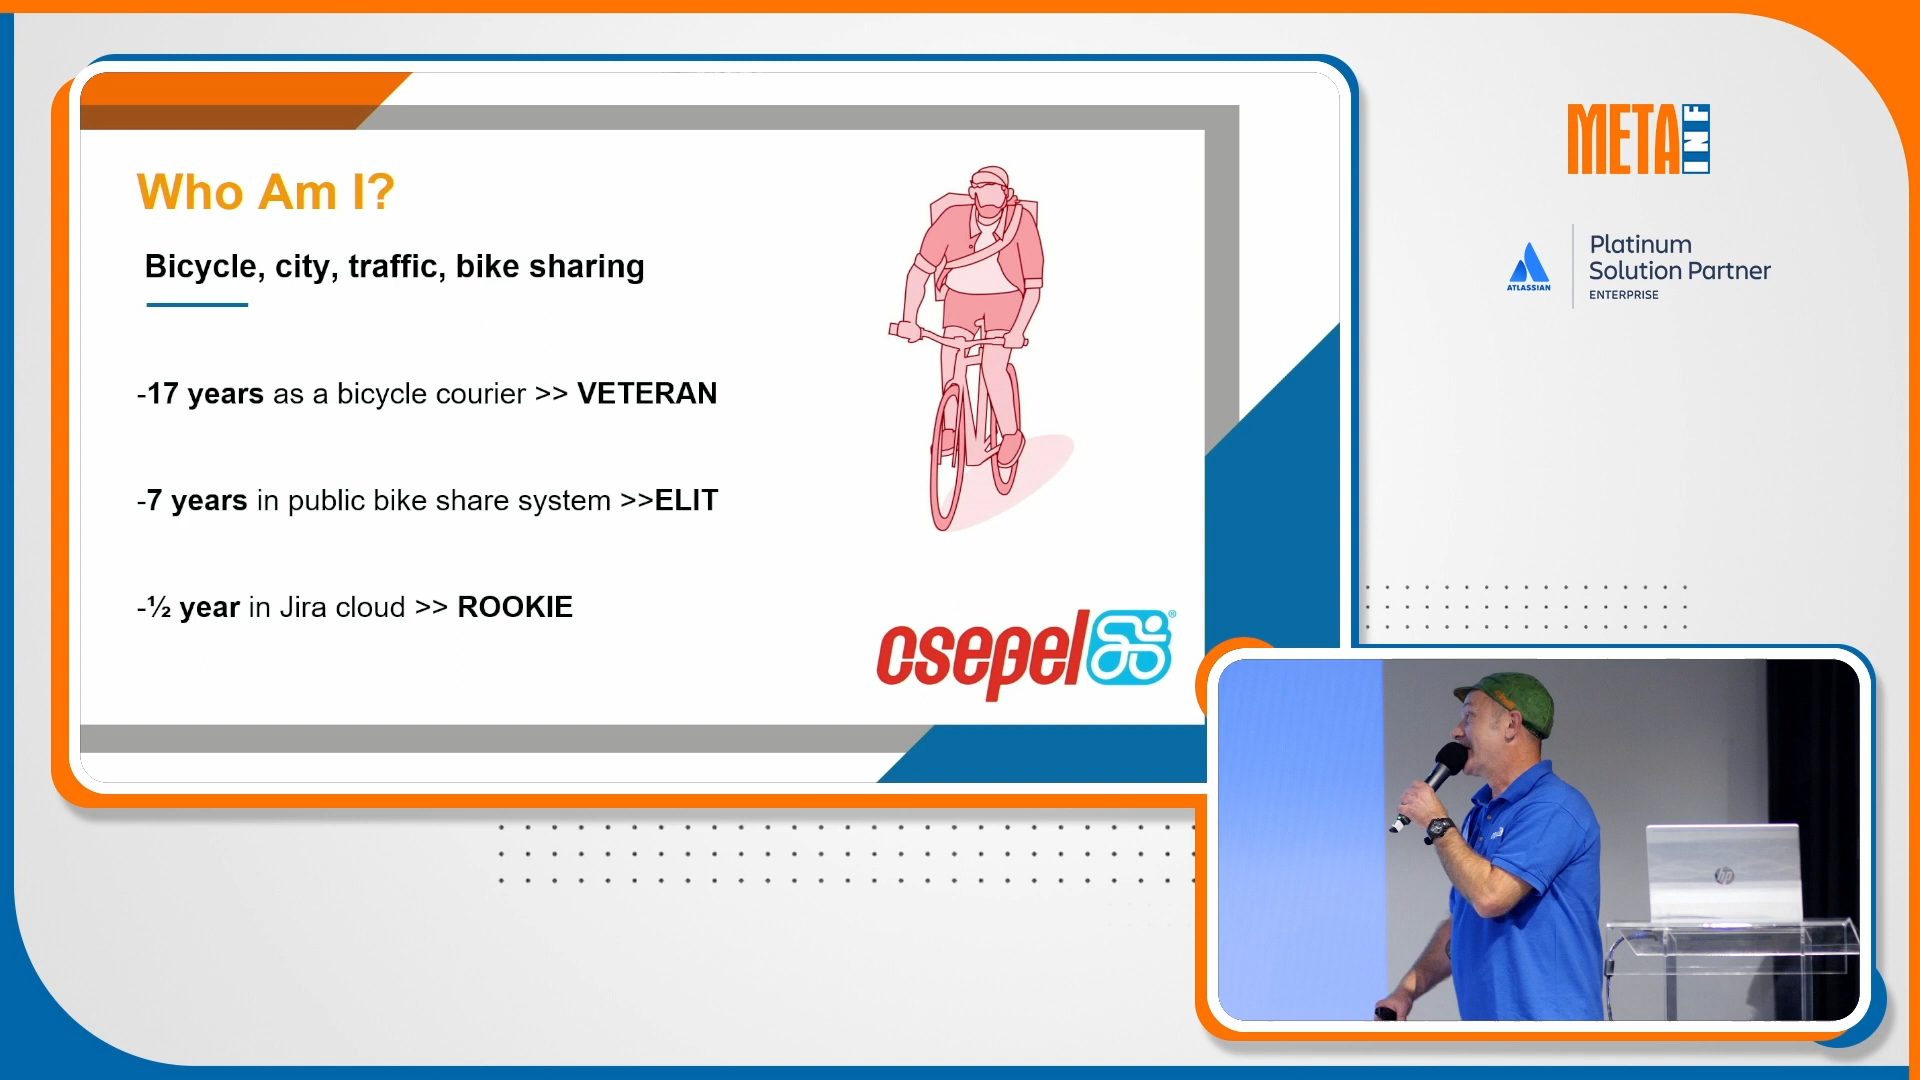 Who Am I?
Bicycle, city, traffic, bike sharing
-17 years as a bicycle courier >> VETERAN
-7 years in public bike share system >>ELIT
-½ year in Jira cloud >> ROOKIE
csepel®
META INF
ATLASSIAN
Platinum
Solution Partner
ENTERPRISE
hp